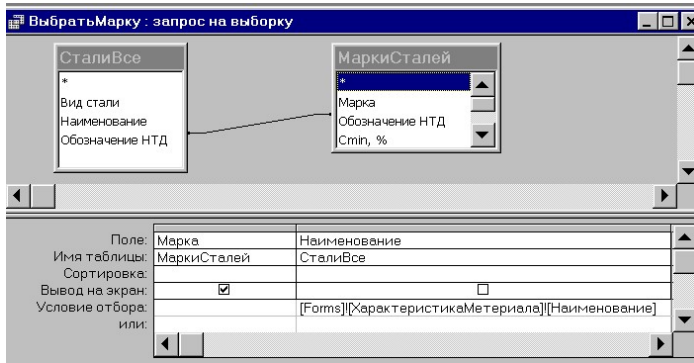 ВыбратьМарку : запрос на выборку
СталиВсе
*
Вид стали
Наименование
Обозначение НТД
МаркиСталей
*
Марка
Обозначение НТД
Cmin, %
Поле: Марка Наименование
Имя таблицы: МаркиСталей СталиВсе
Сортировка:
Вывод на экран:
Условие отбора: [Forms]![ХарактеристикаМетериала]![Наименование]
или: